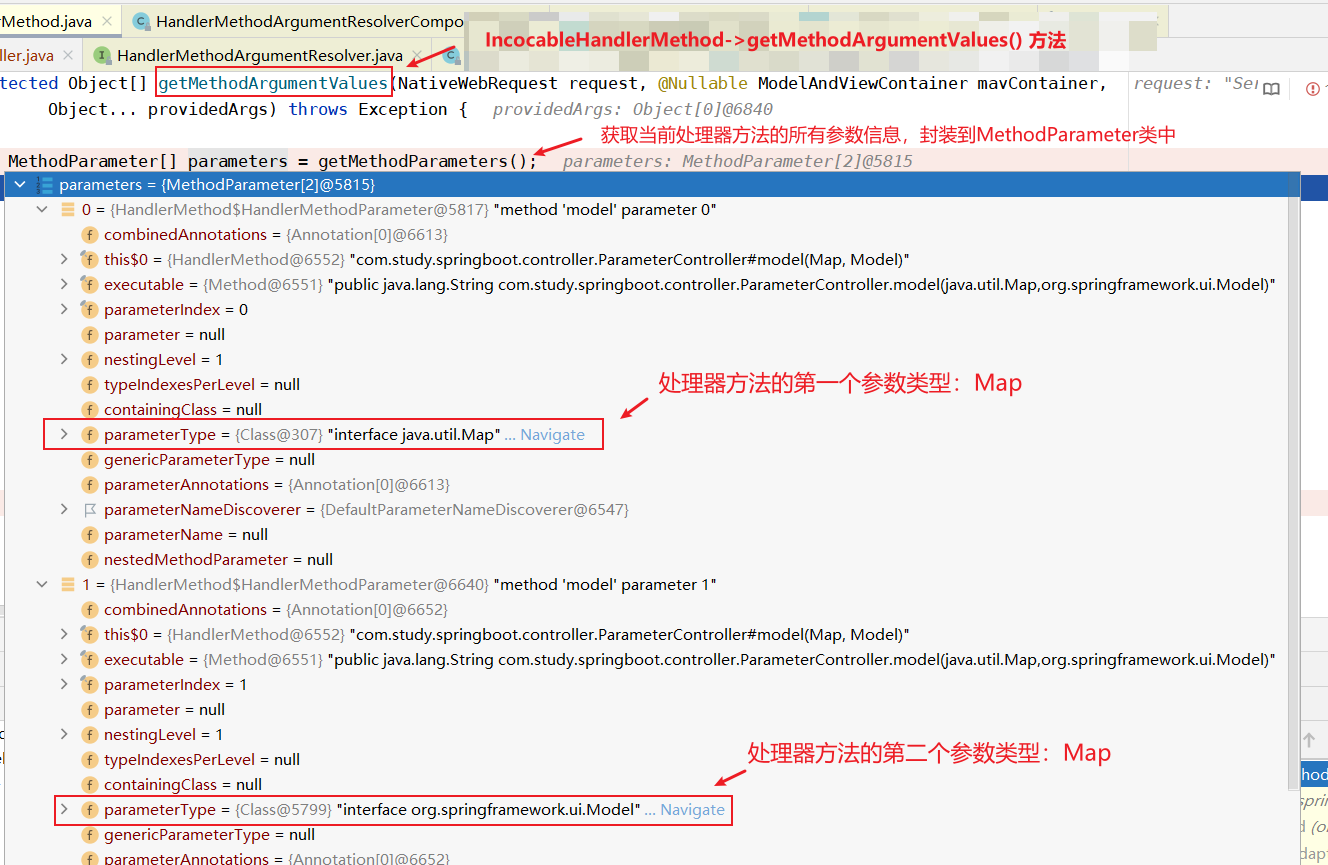 rMethod.java × HandlerMethodArgumentResolverCompo
IncocableHandlerMethod->getMethodArgumentValues() 方法
ller.java × HandlerMethodArgumentResolver.java ×
tected Object[] getMethodArgumentValues(NativeWebRequest request, @Nullable ModelAndViewContainer mavContainer, request: "Ser
Object... providedArgs) throws Exception { providedArgs: Object[0]@6840
获取当前处理器方法的所有参数信息，封装到MethodParameter类中
MethodParameter[] parameters = getMethodParameters(); parameters: MethodParameter[2]@5815
parameters = {MethodParameter[2]@5815}
0 = {HandlerMethod$HandlerMethodParameter@5817} "method 'model' parameter 0"
combinedAnnotations = {Annotation[0]@6613}
this$0 = {HandlerMethod@6552} "com.study.springboot.controller.ParameterController#model(Map, Model)"
executable = {Method@6551} "public java.lang.String com.study.springboot.controller.ParameterController.model(java.util.Map,org.springframework.ui.Model)"
parameterIndex = 0
parameter = null
nestingLevel = 1
typeIndexesPerLevel = null
处理器方法的第一个参数类型：Map
containingClass = null
parameterType = {Class@307} "interface java.util.Map" ... Navigate
genericParameterType = null
parameterAnnotations = {Annotation[0]@6613}
parameterNameDiscoverer = {DefaultParameterNameDiscoverer@6547}
parameterName = null
nestedMethodParameter = null
1 = {HandlerMethod$HandlerMethodParameter@6640} "method 'model' parameter 1"
combinedAnnotations = {Annotation[0]@6652}
this$0 = {HandlerMethod@6552} "com.study.springboot.controller.ParameterController#model(Map, Model)"
executable = {Method@6551} "public java.lang.String com.study.springboot.controller.ParameterController.model(java.util.Map,org.springframework.ui.Model)"
parameterIndex = 1
parameter = null
nestingLevel = 1
处理器方法的第二个参数类型：Map
typeIndexesPerLevel = null
containingClass = null
parameterType = {Class@5799} "interface org.springframework.ui.Model" ... Navigate
genericParameterType = null
parameterAnnotations = {Annotation[0]@6652}